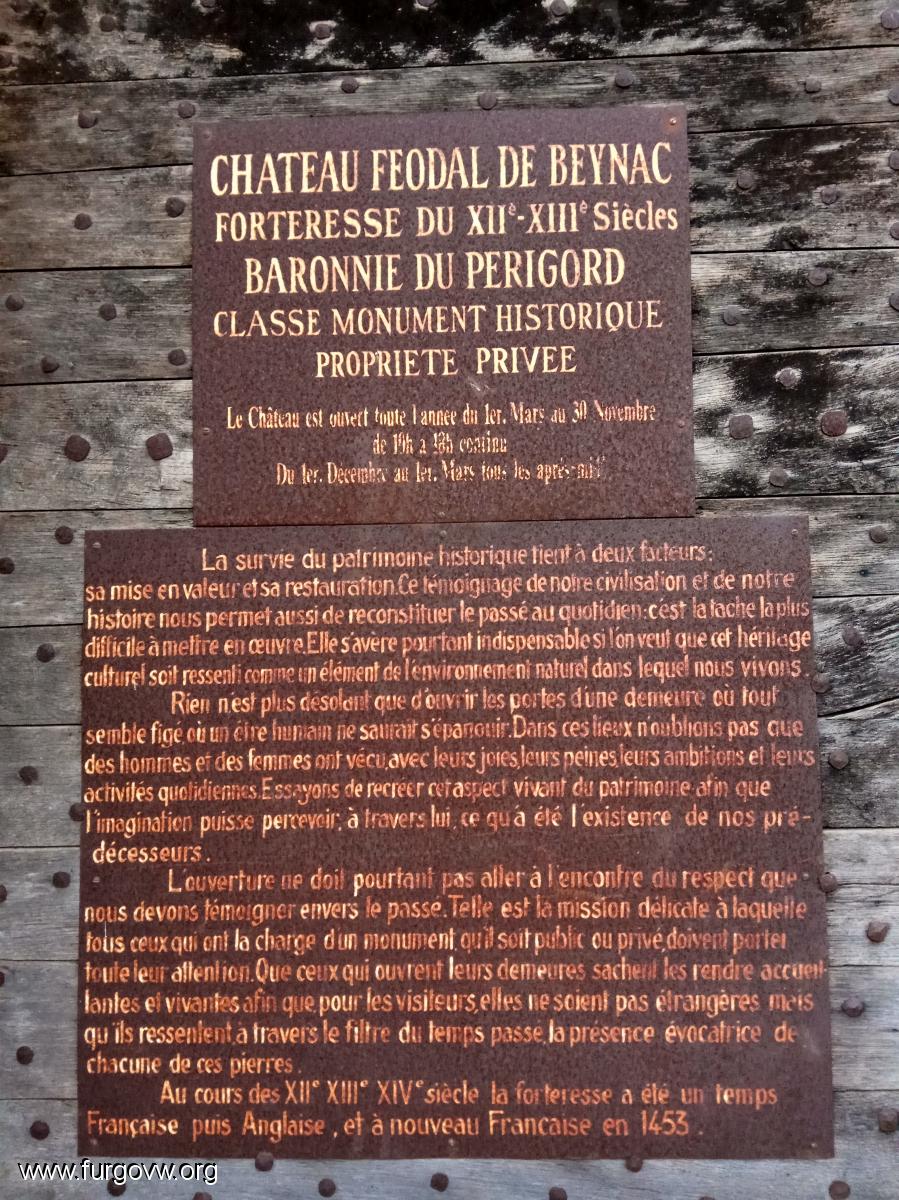 CHATEAU FEODAL DE BEYNAC
FORTERESSE DU XIIe-XIIIe Siècles
BARONNIE DU PERIGORD
CLASSE MONUMENT HISTORIQUE
PROPRIETE PRIVEE
Le Château est ouvert toute l'annee du 1er. Mars au 30 Novembre
de 10h a 18h continu
Du 1er. Decembre au 1er. Mars tous les après-midi
La survie du patrimoine historique tient à deux facteurs:
sa mise en valeur et sa restauration.Ce témoignage de notre civilisation et de notre
histoire nous permet aussi de reconstituer le passé au quotidien:c'est la tache la plus
difficile à mettre en œuvre.Elle s'avère pourtant indispensable si l'on veut que cet héritage
culturel soit ressenti comme un élément de l'environnement naturel dans lequel nous vivons.
Rien n'est plus désolant que d'ouvrir les portes d'une demeure où tout
semble figé,où un être humain ne saurait s'épanouir.Dans ces lieux n'oublions pas que
des hommes et des femmes ont vécu,avec leurs joies,leurs peines,leurs ambitions et leurs
activités quotidiennes.Essayons de recréer cet aspect vivant du patrimoine afin que
l'imagination puisse percevoir, à travers lui, ce qu'a été l'existence de nos pré-
décesseurs.
L'ouverture ne doit pourtant pas aller à l'encontre du respect que
nous devons témoigner envers le passé.Telle est la mission délicate à laquelle
tous ceux qui ont la charge d'un monument,qu'il soit public ou privé,doivent porter
toute leur attention.Que ceux qui ouvrent leurs demeures sachent les rendre accueil-
lantes et vivantes afin que,pour les visiteurs,elles ne soient pas étrangères mais
qu'ils ressentent,à travers le filtre du temps passé,la présence évocatrice de
chacune de ces pierres.
Au cours des XIIe XIIIe XIVe siècle la forteresse a été un temps
Française puis Anglaise , et à nouveau Francaise en 1453 .
www.furgovw.org